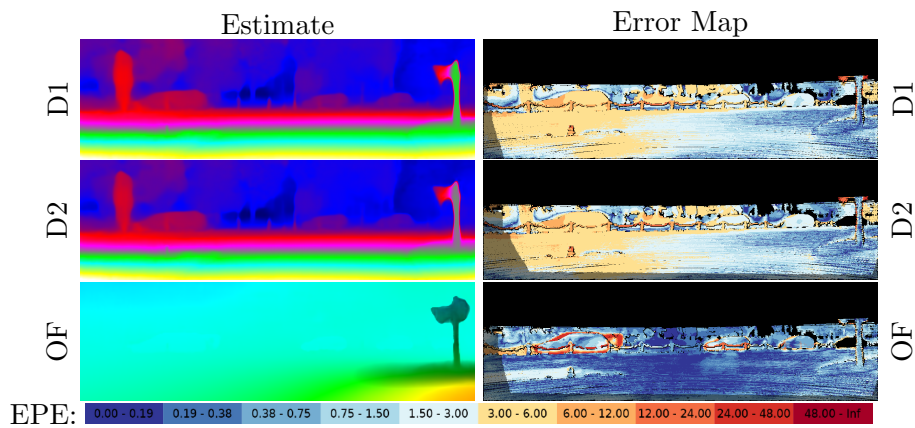 Estimate Error Map
D1 D1
D2 D2
OF OF
EPE: 0.00 - 0.19 0.19 - 0.38 0.38 - 0.75 0.75 - 1.50 1.50 - 3.00 3.00 - 6.00 6.00 - 12.00 12.00 - 24.00 24.00 - 48.00 48.00 - Inf